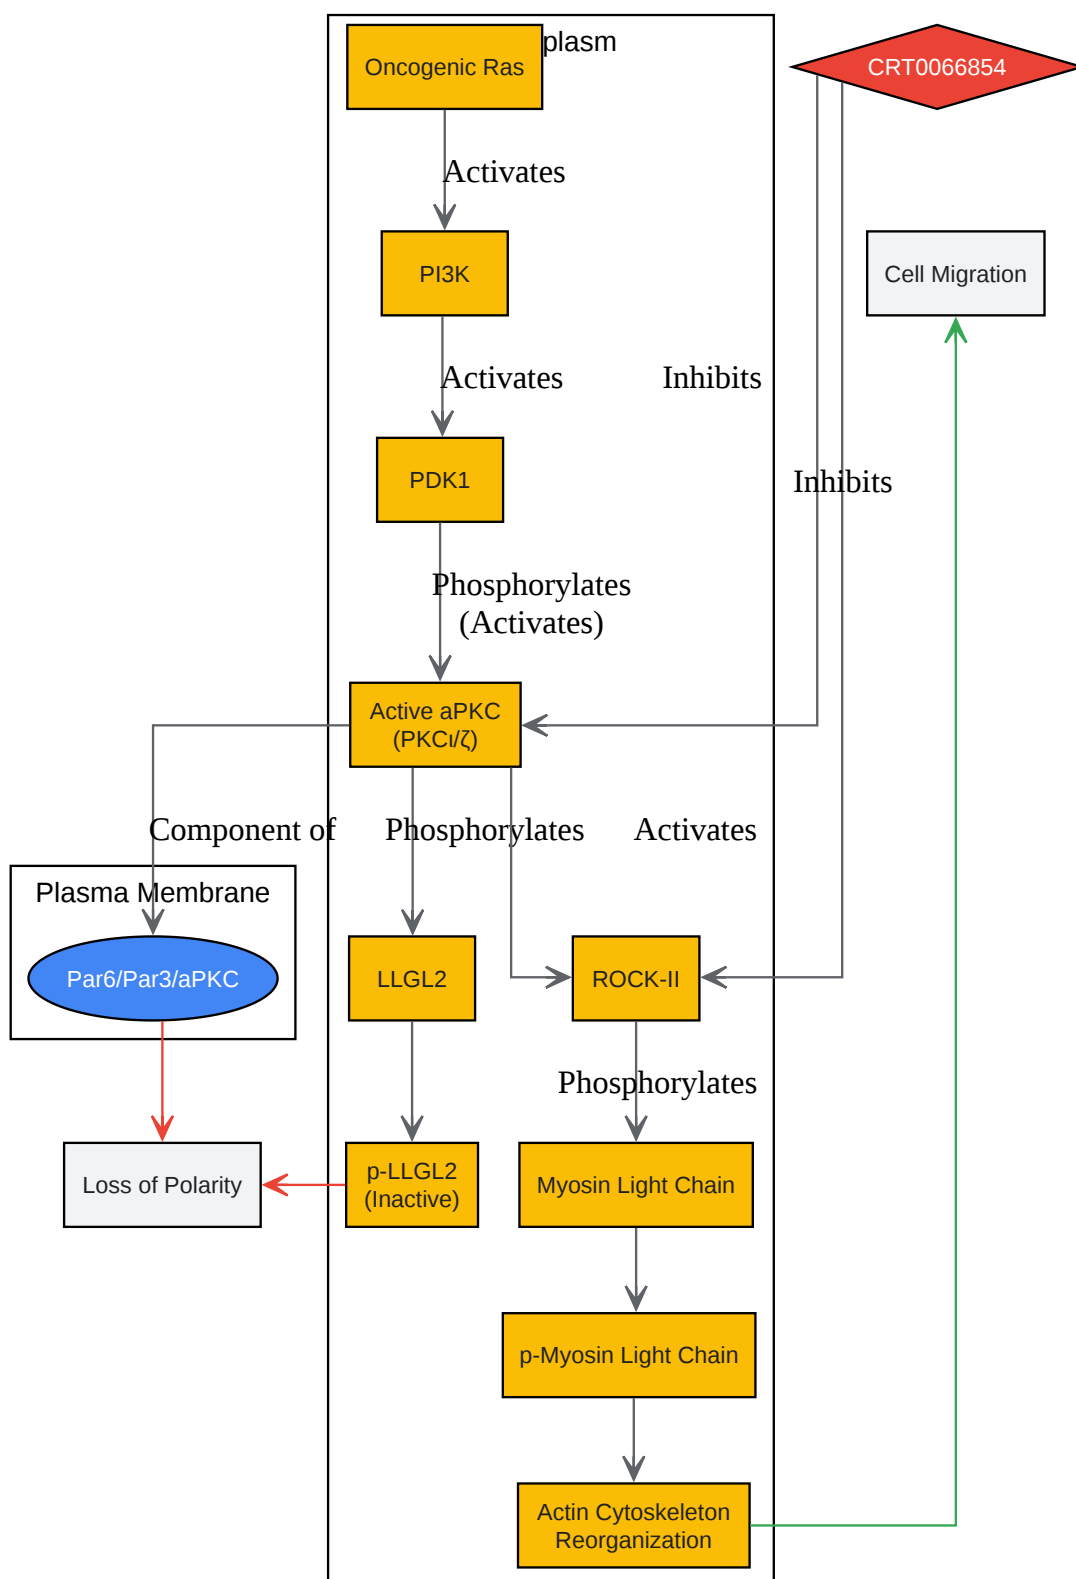 Oncogenic Ras
plasm
CRT0066854
Activates
PI3K
Cell Migration
Activates
Inhibits
PDK1
Inhibits
Phosphorylates
(Activates)
Active aPKC
(PKCι/ζ)
Component of
Phosphorylates
Activates
Plasma Membrane
Par6/Par3/aPKC
LLGL2
ROCK-II
Phosphorylates
Loss of Polarity
p-LLGL2
(Inactive)
Myosin Light Chain
p-Myosin Light Chain
Actin Cytoskeleton
Reorganization